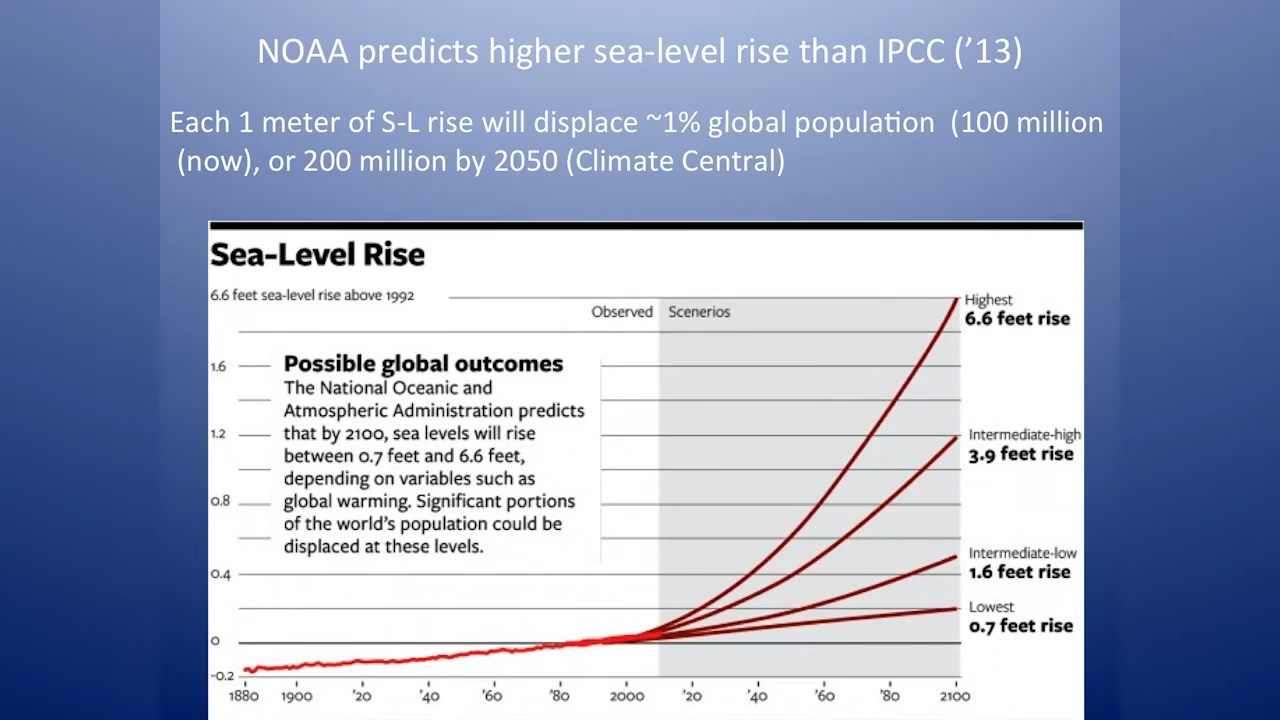 NOAA predicts higher sea-level rise than IPCC (’13)
Each 1 meter of S-L rise will displace ~1% global population (100 million
(now), or 200 million by 2050 (Climate Central)
Sea-Level Rise
6.6 feet sea-level rise above 1992
Observed
Scenerios
Highest
6.6 feet rise
Possible global outcomes
The National Oceanic and
Atmospheric Administration predicts
that by 2100, sea levels will rise
between 0.7 feet and 6.6 feet,
depending on variables such as
global warming. Significant portions
of the world’s population could be
displaced at these levels.
1.6
1.2
0.8
0.4
0
-0.2
Intermediate-high
3.9 feet rise
Intermediate-low
1.6 feet rise
Lowest
0.7 feet rise
1880 1900 ’20 ’40 ’60 ’80 2000 ’20 ’40 ’60 ’80 2100